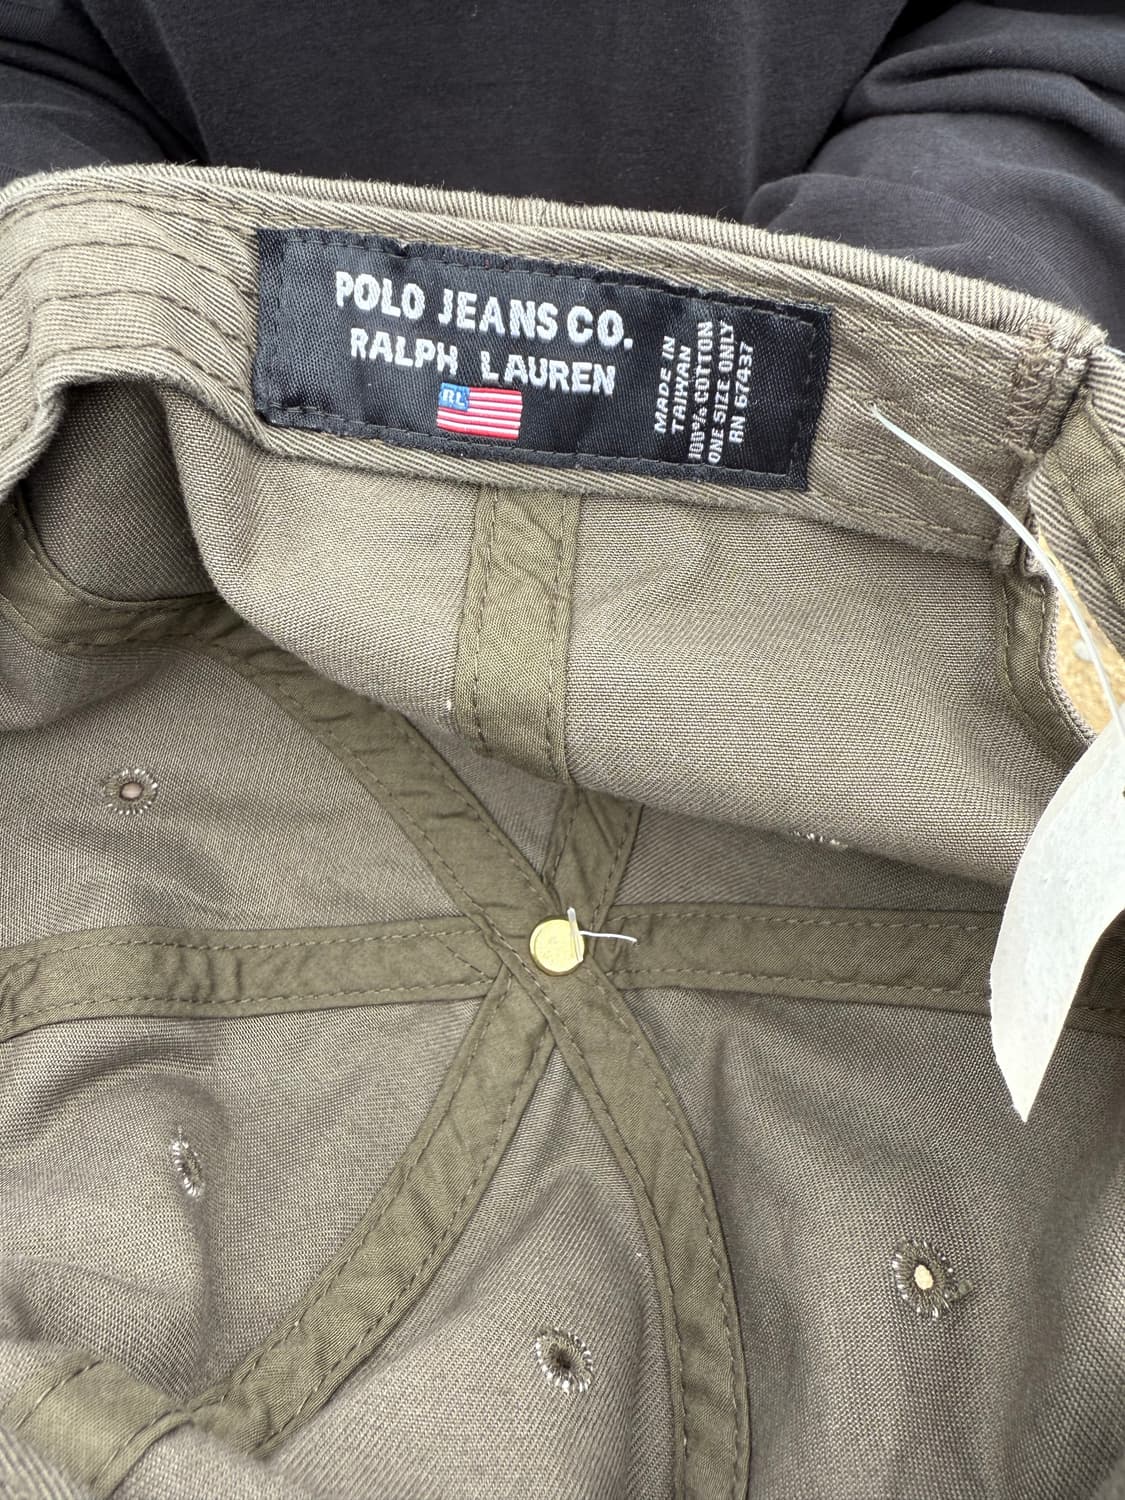 POLO JEANS CO.
RALPH LAUREN
RL
MADE IN
TAIWAN
100% COTTON
ONE SIZE ONLY
RN 67437